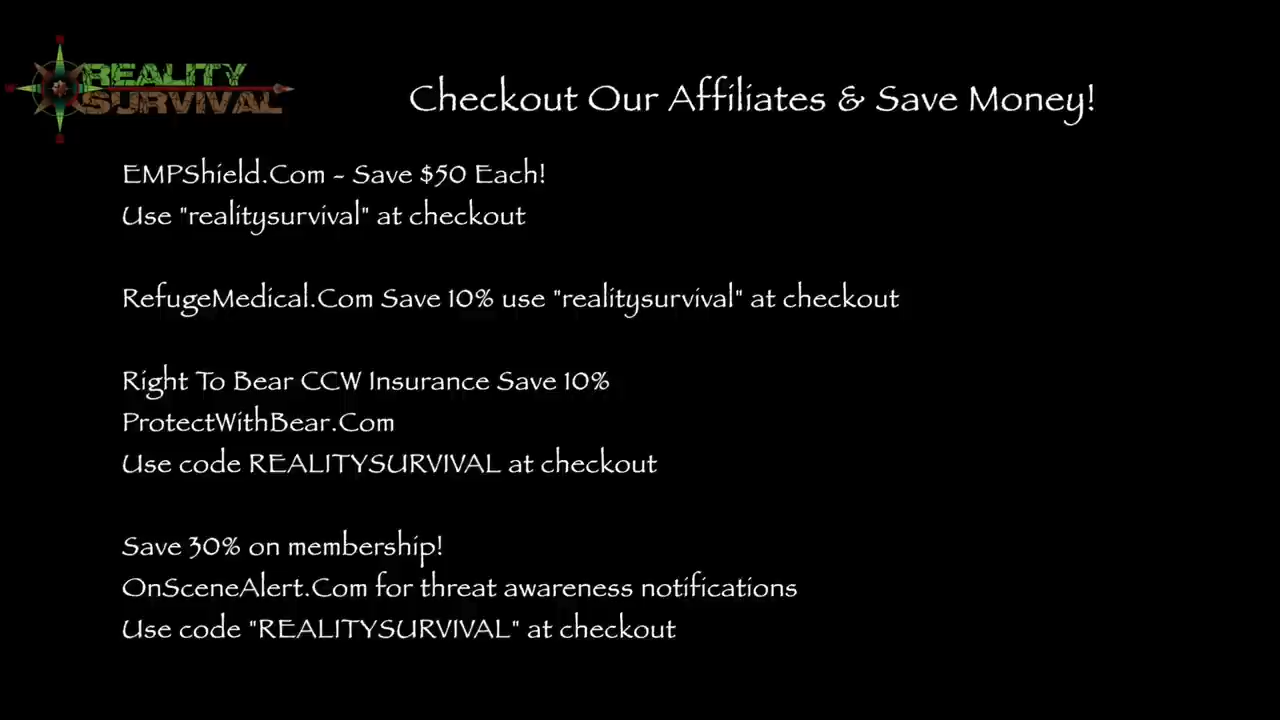 REALITY
SURVIVAL
Checkout Our Affiliates & Save Money!
EMPShield.Com - Save $50 Each!
Use "realitysurvival" at checkout
RefugeMedical.Com Save 10% use "realitysurvival" at checkout
Right To Bear CCW Insurance Save 10%
ProtectWithBear.Com
Use code REALITYSURVIVAL at checkout
Save 30% on membership!
OnSceneAlert.Com for threat awareness notifications
Use code "REALITYSURVIVAL" at checkout